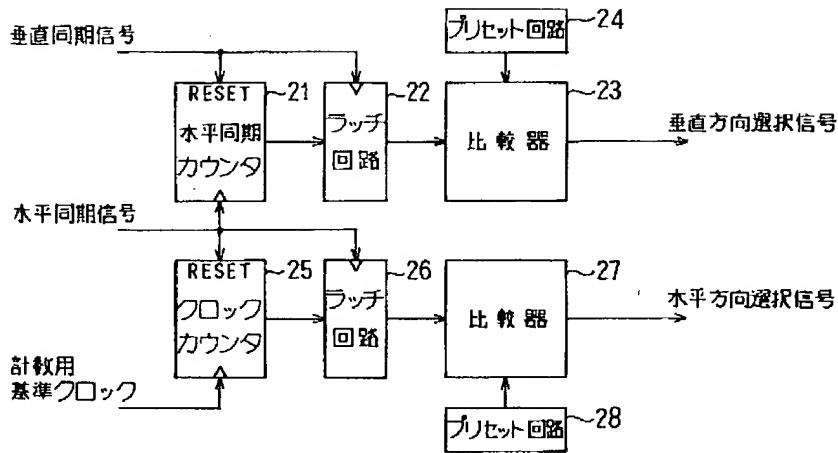 垂直同期信号
プリセット回路
24
RESET
21
水平同期
カウンタ
22
ラッチ
回路
23
比較器
垂直方向選択信号
水平同期信号
RESET
25
クロック
カウンタ
26
ラッチ
回路
27
比較器
水平方向選択信号
計数用
基準クロック
プリセット回路
28